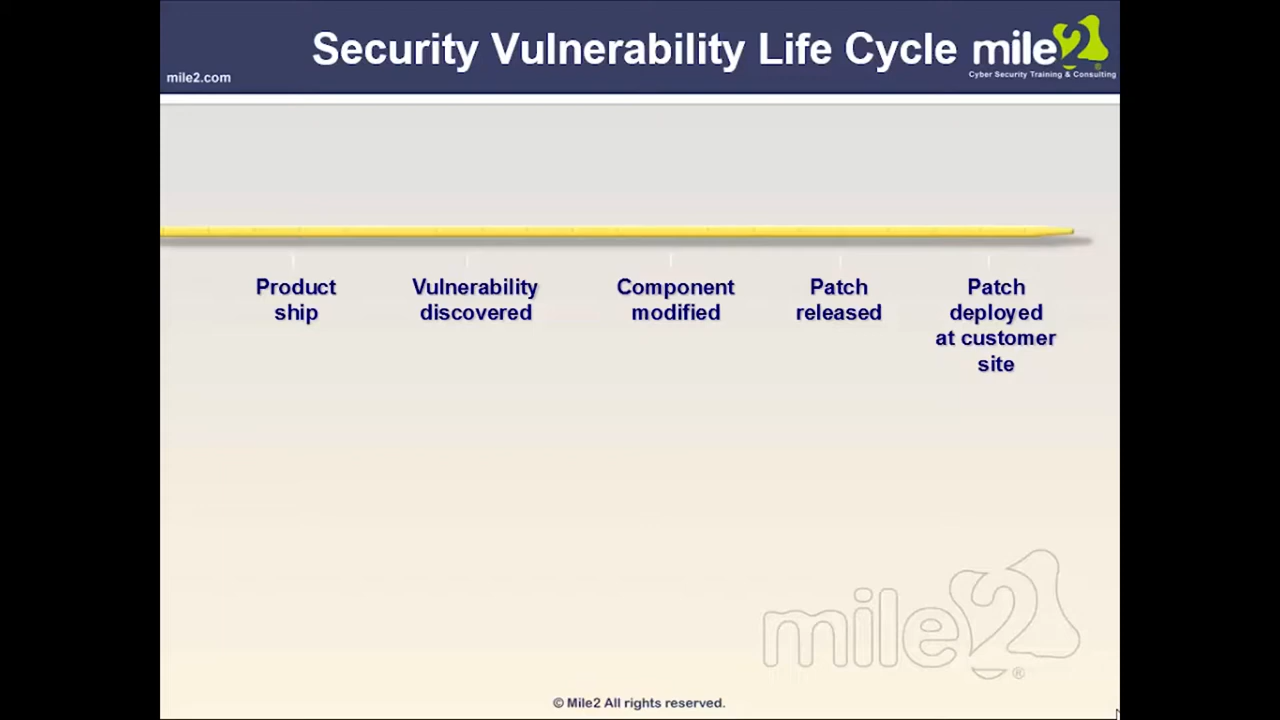 Security Vulnerability Life Cycle
mile2
Cyber Security Training & Consulting
mile2.com
Product
ship
Vulnerability
discovered
Component
modified
Patch
released
Patch
deployed
at customer
site
mile2
®
© Mile2 All rights reserved.